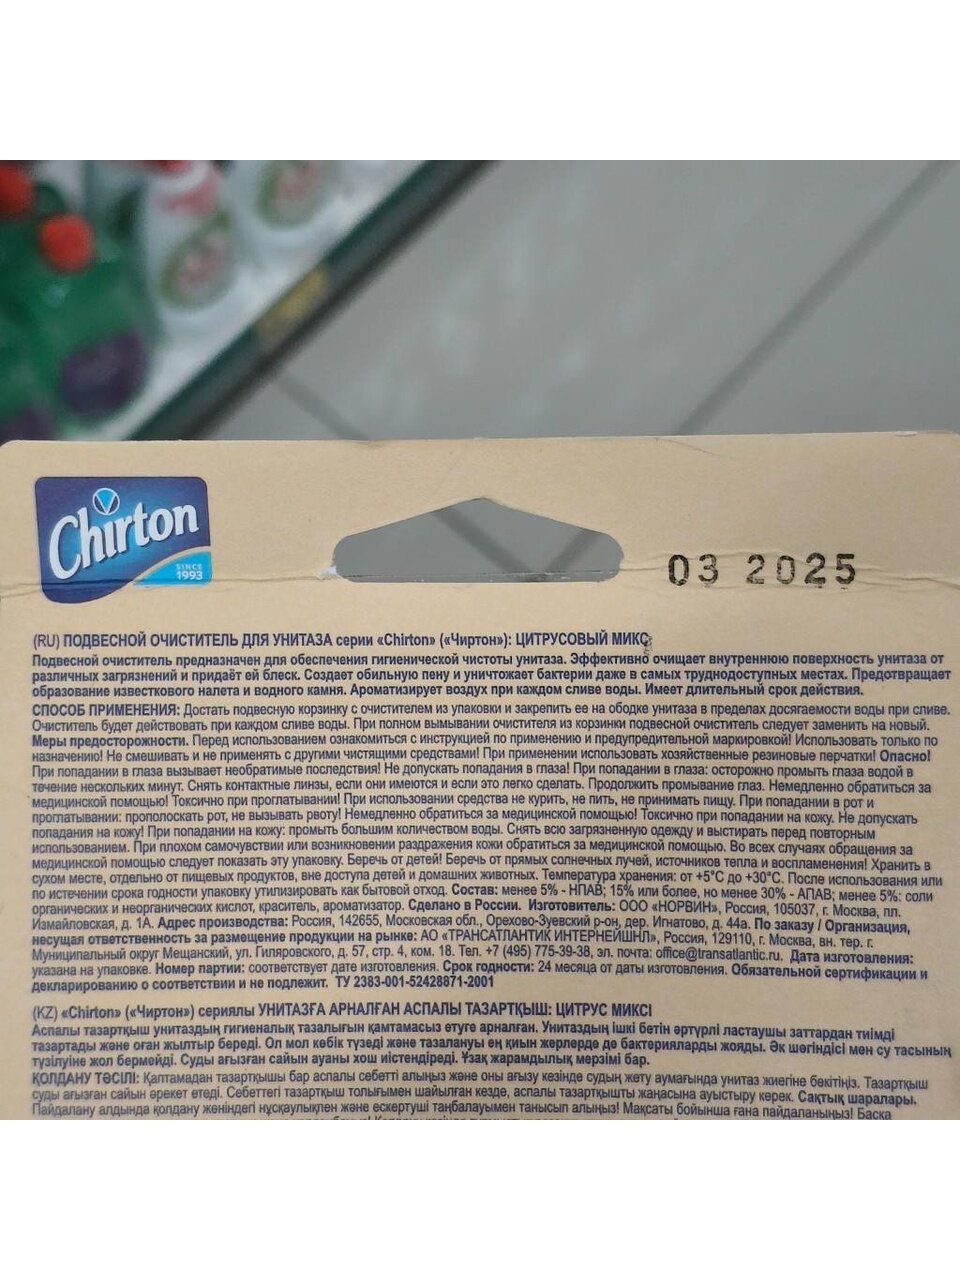 Chirton
SINCE
1993
03 2025
(RU) ПОДВЕСНОЙ ОЧИСТИТЕЛЬ ДЛЯ УНИТАЗА серии «Chirton» («Чиртон»): ЦИТРУСОВЫЙ МИКС
Подвесной очиститель предназначен для обеспечения гигиенической чистоты унитаза. Эффективно очищает внутреннюю поверхность унитаза от
различных загрязнений и придаёт ей блеск. Создает обильную пену и уничтожает бактерии даже в самых труднодоступных местах. Предотвращает
образование известкового налета и водного камня. Ароматизирует воздух при каждом сливе воды. Имеет длительный срок действия.
СПОСОБ ПРИМЕНЕНИЯ: Достать подвесную корзинку с очистителем из упаковки и закрепить ее на ободке унитаза в пределах досягаемости воды при сливе.
Очиститель будет действовать при каждом сливе воды. При полном вымывании очистителя из корзинки подвесной очиститель следует заменить на новый.
Меры предосторожности. Перед использованием ознакомиться с инструкцией по применению и предупредительной маркировкой! Использовать только по
назначению! Не смешивать и не применять с другими чистящими средствами! При применении использовать хозяйственные резиновые перчатки! Опасно!
При попадании в глаза вызывает необратимые последствия! Не допускать попадания в глаза! При попадании в глаза: осторожно промыть глаза водой в
течение нескольких минут. Снять контактные линзы, если они имеются и если это легко сделать. Продолжить промывание глаз. Немедленно обратиться за
медицинской помощью! Токсично при проглатывании! При использовании средства не курить, не пить, не принимать пищу. При попадании в рот и
проглатывании: прополоскать рот, не вызывать рвоту! Немедленно обратиться за медицинской помощью! Токсично при попадании на кожу. Не допускать
попадания на кожу! При попадании на кожу: промыть большим количеством воды. Снять всю загрязненную одежду и выстирать перед повторным
использованием. При плохом самочувствии или возникновении раздражения кожи обратиться за медицинской помощью. Во всех случаях обращения за
медицинской помощью следует показать эту упаковку. Беречь от детей! Беречь от прямых солнечных лучей, источников тепла и воспламенения! Хранить в
сухом месте, отдельно от пищевых продуктов, вне доступа детей и домашних животных. Температура хранения: от +5°С до +30°С. После использования или
по истечении срока годности упаковку утилизировать как бытовой отход. Состав: менее 5% - НПАВ; 15% или более, но менее 30% - АПАВ; менее 5%: соли
органических и неорганических кислот, краситель, ароматизатор. Сделано в России. Изготовитель: ООО «НОРВИН», Россия, 105037, г. Москва, пл.
Измайловская, д. 1А. Адрес производства: Россия, 142655, Московская обл., Орехово-Зуевский р-он, дер. Игнатово, д. 44а. По заказу / Организация,
несущая ответственность за размещение продукции на рынке: АО «ТРАНСАТЛАНТИК ИНТЕРНЕЙШНЛ», Россия, 129110, г. Москва, вн. тер. г.
Муниципальный округ Мещанский, ул. Гиляровского, д. 57, стр. 4, ком. 18. Тел. +7 (495) 775-39-38, эл. почта: office@transatlantic.ru. Дата изготовления:
указана на упаковке. Номер партии: соответствует дате изготовления. Срок годности: 24 месяца от даты изготовления. Обязательной сертификации и
декларированию о соответствии и не подлежит. ТУ 2383-001-52428871-2001
(KZ) «Chirton» («Чиртон») сериялы УНИТАЗҒА АРНАЛҒАН АСПАЛЫ ТАЗАРТҚЫШ: ЦИТРУС МИКСІ
Аспалы тазартқыш унитаздың гигиеналық тазалығын қамтамасыз етуге арналған. Унитаздың ішкі бетін әртүрлі ластаушы заттардан тиімді
тазартады және оған жылтыр береді. Ол мол көбік түзеді және тазалануы ең қиын жерлерде де бактерияларды жояды. Әк шөгіндісі мен су тасының
түзілуіне жол бермейді. Суды ағызған сайын ауаны хош иістендіреді. Ұзақ жарамдылық мерзімі бар.
ҚОЛДАНУ ТӘСІЛІ: Қаптамадан тазартқышы бар аспалы себетті алыңыз және оны ағызу кезінде судың жету аумағында унитаз жиегіне бекітіңіз. Тазартқыш
суды ағызған сайын әрекет етеді. Себеттегі тазартқыш толығымен шайылған кезде, аспалы тазартқышты жаңасына ауыстыру керек. Сақтық шаралары.
Пайдалану алдында қолдану жөніндегі нұсқаулықпен және ескертуші таңбалауымен танысып алыңыз! Мақсаты бойынша ғана пайдаланыңыз! Басқа